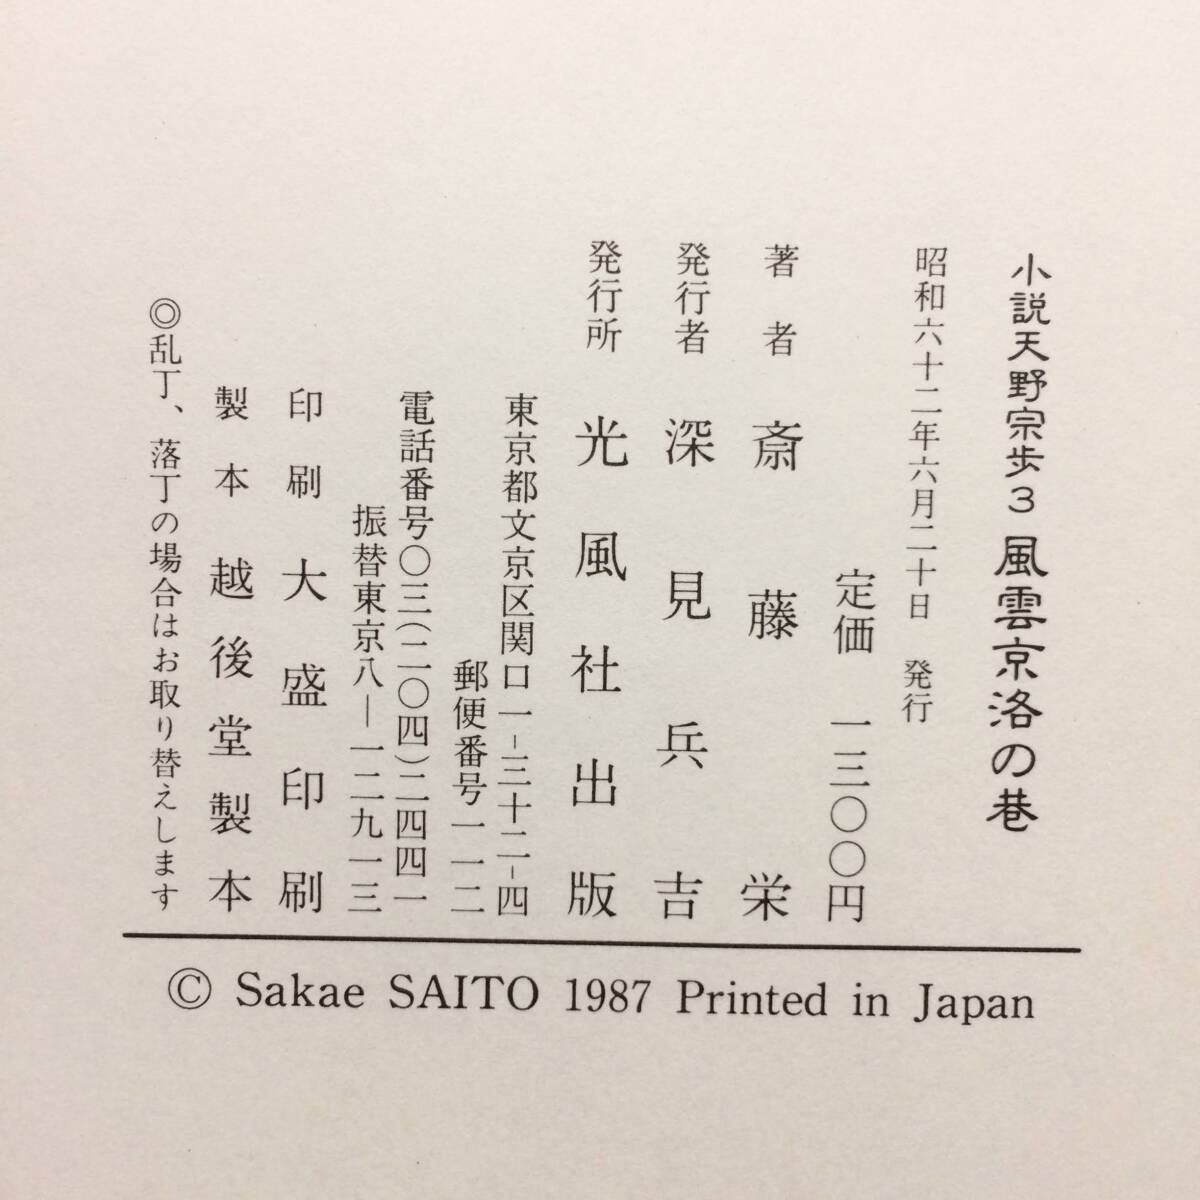 小説天野宗歩3 風雲京洛の巷
昭和六十二年六月二十日 発行
定価 一三〇〇円
著者 斎藤栄
発行者 深見兵吉
発行所 光風社出版
東京都文京区関口一-三十二-四
郵便番号一一二
電話番号〇三(二〇四)二四四一
振替東京八―一二九一三
印刷 大盛印刷
製本 越後堂製本
◎乱丁、落丁の場合はお取り替えします
© Sakae SAITO 1987 Printed in Japan